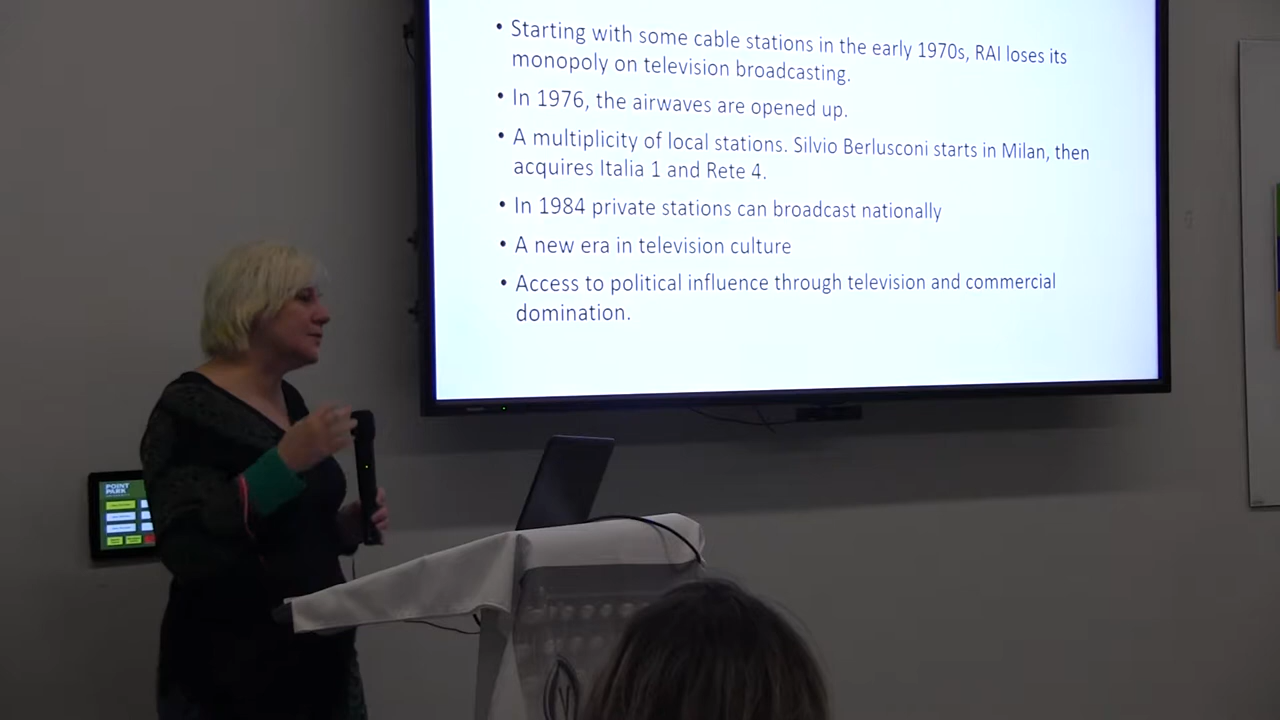 • Starting with some cable stations in the early 1970s, RAI loses its
monopoly on television broadcasting.
• In 1976, the airwaves are opened up.
• A multiplicity of local stations. Silvio Berlusconi starts in Milan, then
acquires Italia 1 and Rete 4.
• In 1984 private stations can broadcast nationally
• A new era in television culture
• Access to political influence through television and commercial
domination.
POINT
PARK